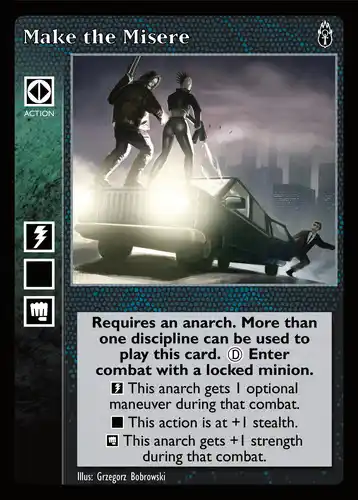 Make the Misere
ACTION
Requires an anarch. More than
one discipline can be used to
play this card. Ⓓ Enter
combat with a locked minion.
This anarch gets 1 optional
maneuver during that combat.
This action is at +1 stealth.
This anarch gets +1 strength
during that combat.
Illus: Grzegorz Bobrowski